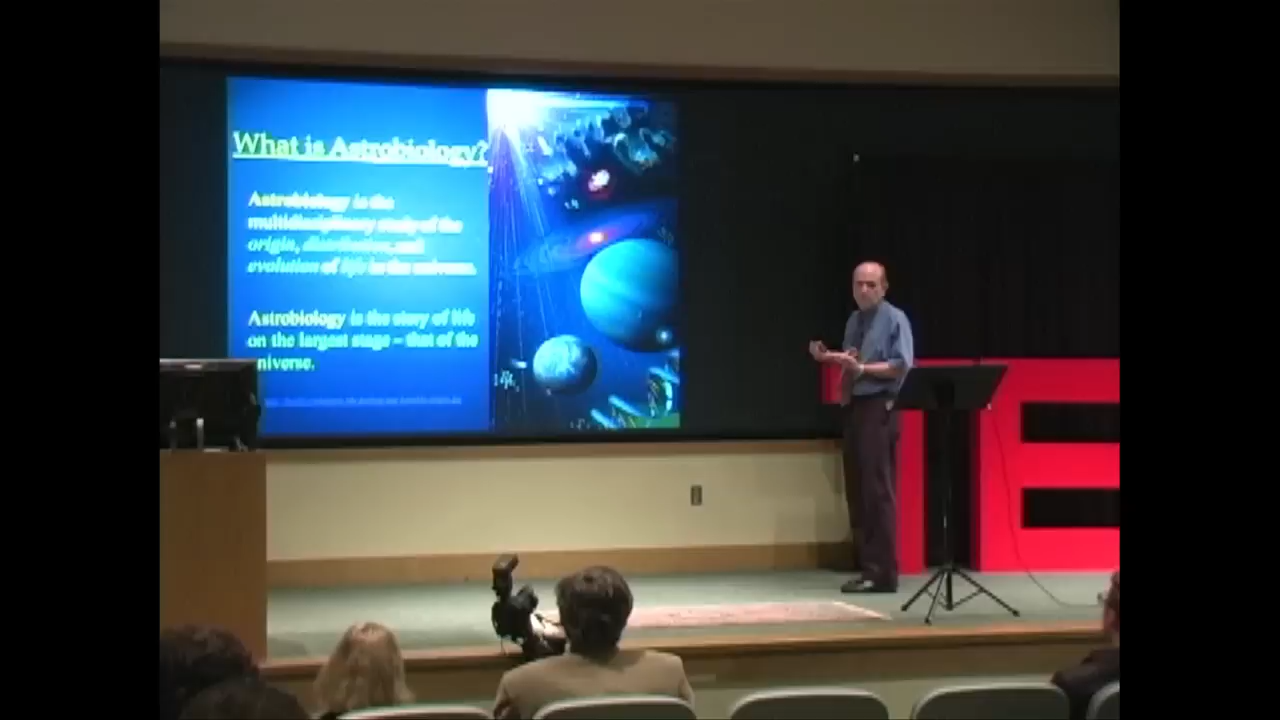 What is Astrobiology?
Astrobiology is the
multidisciplinary study of the
origin, distribution, and
evolution of life in the universe.
Astrobiology is the story of life
on the largest stage – that of the
universe.
TE